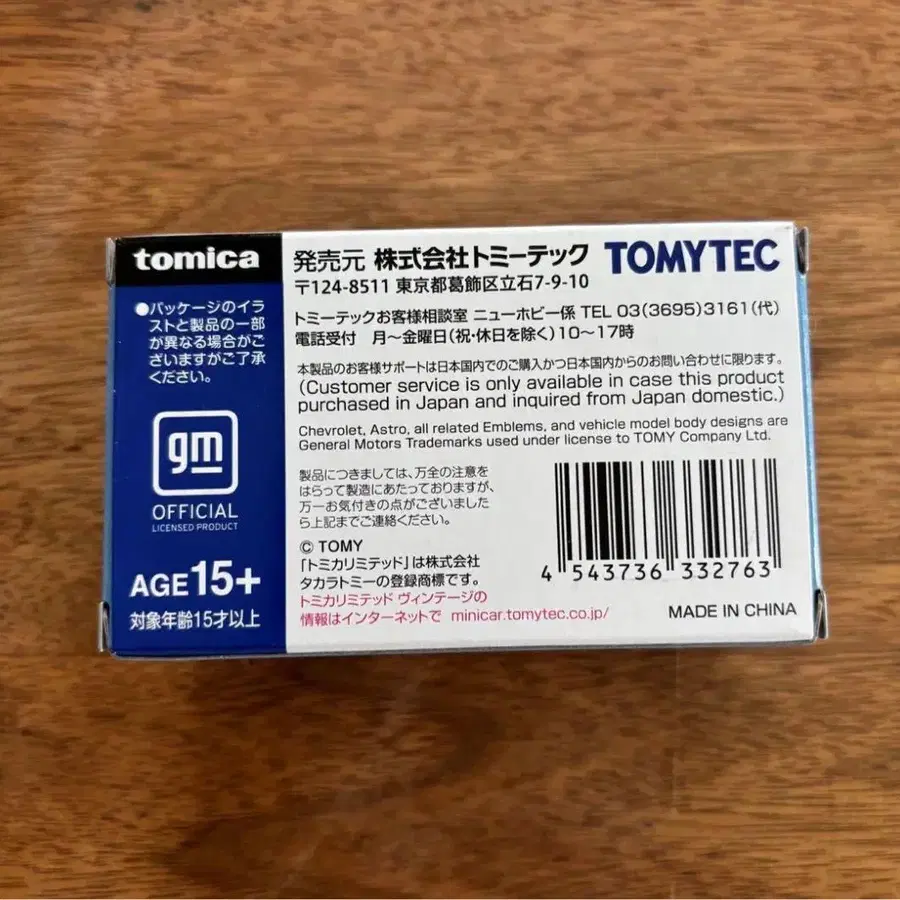 tomica
●パッケージのイラ
ストと製品の一部
が異なる場合がご
ざいますがご了承
ください。
gm
OFFICIAL
LICENSED PRODUCT
AGE 15+
対象年齢15才以上
発売元 株式会社トミーテック TOMYTEC
〒124-8511 東京都葛飾区立石7-9-10
トミーテックお客様相談室 ニューホビー係 TEL 03(3695)3161(代)
電話受付 月〜金曜日(祝・休日を除く)10〜17時
本製品のお客様サポートは日本国内でのご購入かつ日本国内からのお問い合わせに限ります。
(Customer service is only available in case this product
purchased in Japan and inquired from Japan domestic.)
Chevrolet, Astro, all related Emblems, and vehicle model body designs are
General Motors Trademarks used under license to TOMY Company Ltd.
製品につきましては、万全の注意を
はらって製造にあたっておりますが、
万一お気付きの点がございました
ら上記までご連絡ください。
© TOMY
「トミカリミテッド」は株式会社
タカラトミーの登録商標です。
トミカリミテッド ヴィンテージの
情報はインターネットで minicar.tomytec.co.jp/
4 543736 332763
MADE IN CHINA